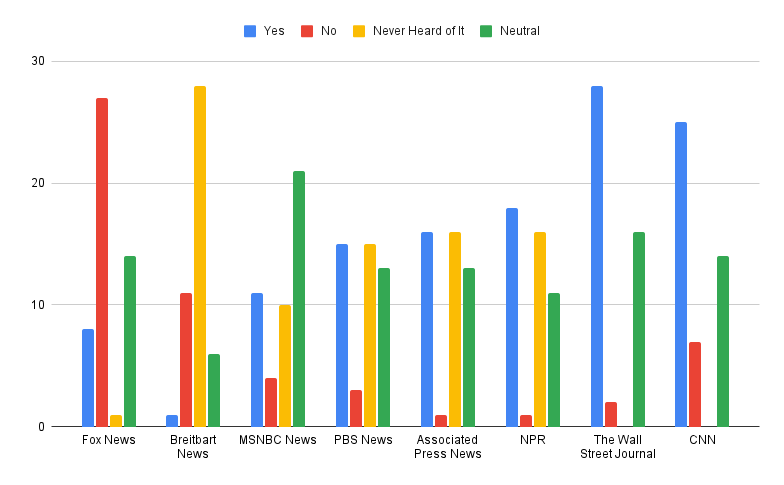 Yes No Never Heard of It Neutral
30
20
10
0
Fox News Breitbart News MSNBC News PBS News Associated Press News NPR The Wall Street Journal CNN